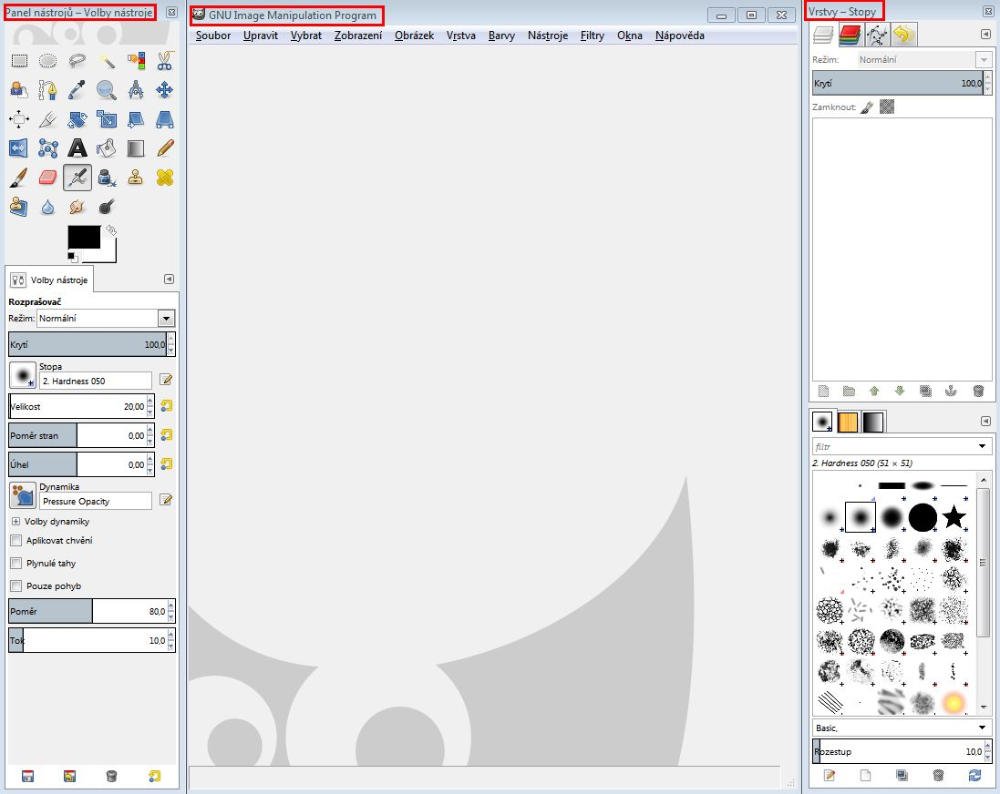 Panel nástrojů – Volby nástroje
Volby nástroje
Rozprašovač
Režim: Normální
Krytí 100,0
Stopa
2. Hardness 050
Velikost 20,00
Poměr stran 0,00
Úhel 0,00
Dynamika
Pressure Opacity
Volby dynamiky
Aplikovat chvění
Plynulé tahy
Pouze pohyb
Poměr 80,0
Tok 10,0
GNU Image Manipulation Program
Soubor Upravit Vybrat Zobrazení Obrázek Vrstva Barvy Nástroje Filtry Okna Nápověda
Vrstvy – Stopy
Režim: Normální
Krytí 100,0
Zamknout:
filtr
2. Hardness 050 (51 × 51)
Basic,
Rozestup 10,0